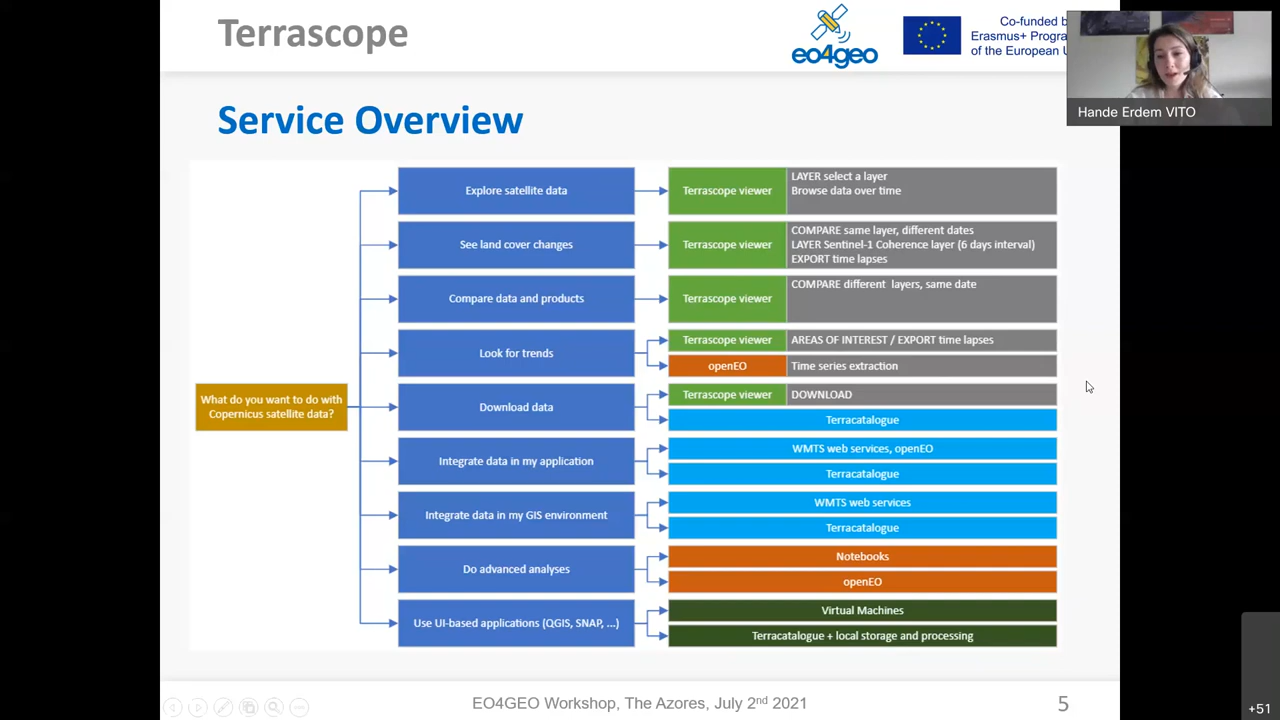 Terrascope
eo4geo
Co-funded b
Erasmus+ Progra
of the European U
Hande Erdem VITO
Service Overview
What do you want to do with
Copernicus satellite data?
Explore satellite data
Terrascope viewer
LAYER select a layer
Browse data over time
See land cover changes
Terrascope viewer
COMPARE same layer, different dates
LAYER Sentinel-1 Coherence layer (6 days interval)
EXPORT time lapses
Compare data and products
Terrascope viewer
COMPARE different layers, same date
Look for trends
Terrascope viewer
AREAS OF INTEREST / EXPORT time lapses
openEO
Time series extraction
Download data
Terrascope viewer
DOWNLOAD
Terracatalogue
Integrate data in my application
WMTS web services, openEO
Terracatalogue
Integrate data in my GIS environment
WMTS web services
Terracatalogue
Do advanced analyses
Notebooks
openEO
Use UI-based applications (QGIS, SNAP, ...)
Virtual Machines
Terracatalogue + local storage and processing
EO4GEO Workshop, The Azores, July 2nd 2021
5
+51